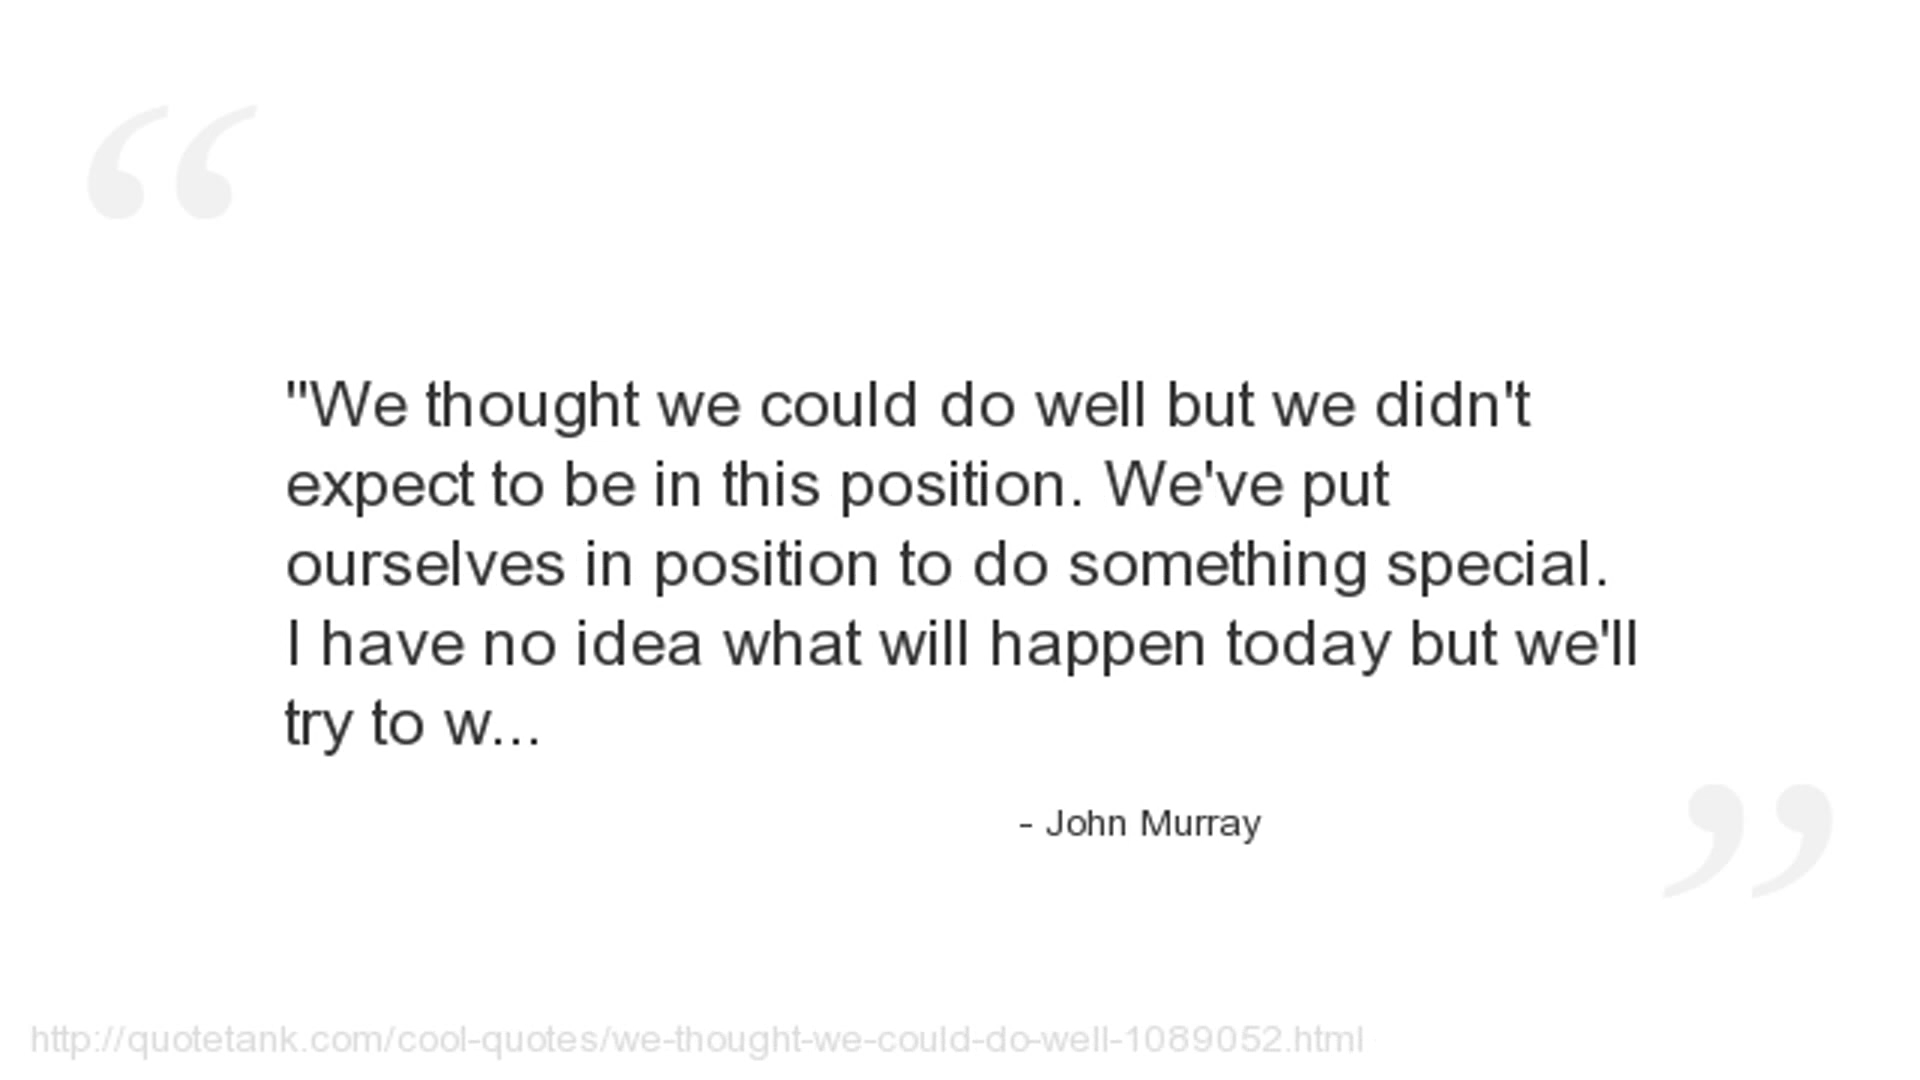 "We thought we could do well but we didn't
expect to be in this position. We've put
ourselves in position to do something special.
I have no idea what will happen today but we'll
try to w...
- John Murray
http://quotetank.com/cool-quotes/we-thought-we-could-do-well-1089052.html